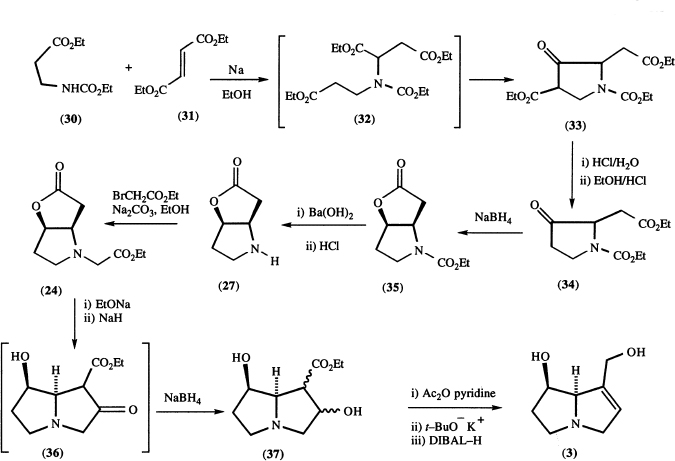 CO₂Et
NHCO₂Et
(30)
+
CO₂Et
EtO₂C
(31)
Na
EtOH
EtO₂C
CO₂Et
EtO₂C
N
CO₂Et
(32)
O
CO₂Et
EtO₂C
N–CO₂Et
(33)
i) HCl/H₂O
ii) EtOH/HCl
O
O
N
CO₂Et
(24)
BrCH₂CO₂Et
Na₂CO₃, EtOH
O
O
N
H
(27)
i) Ba(OH)₂
ii) HCl
O
O
N
CO₂Et
(35)
NaBH₄
O
CO₂Et
N–CO₂Et
(34)
i) EtONa
ii) NaH
HO
H
CO₂Et
O
N
(36)
NaBH₄
HO
H
CO₂Et
OH
N
(37)
i) Ac₂O pyridine
ii) t–BuO⁻ K⁺
iii) DIBAL–H
HO
H
OH
N
(3)